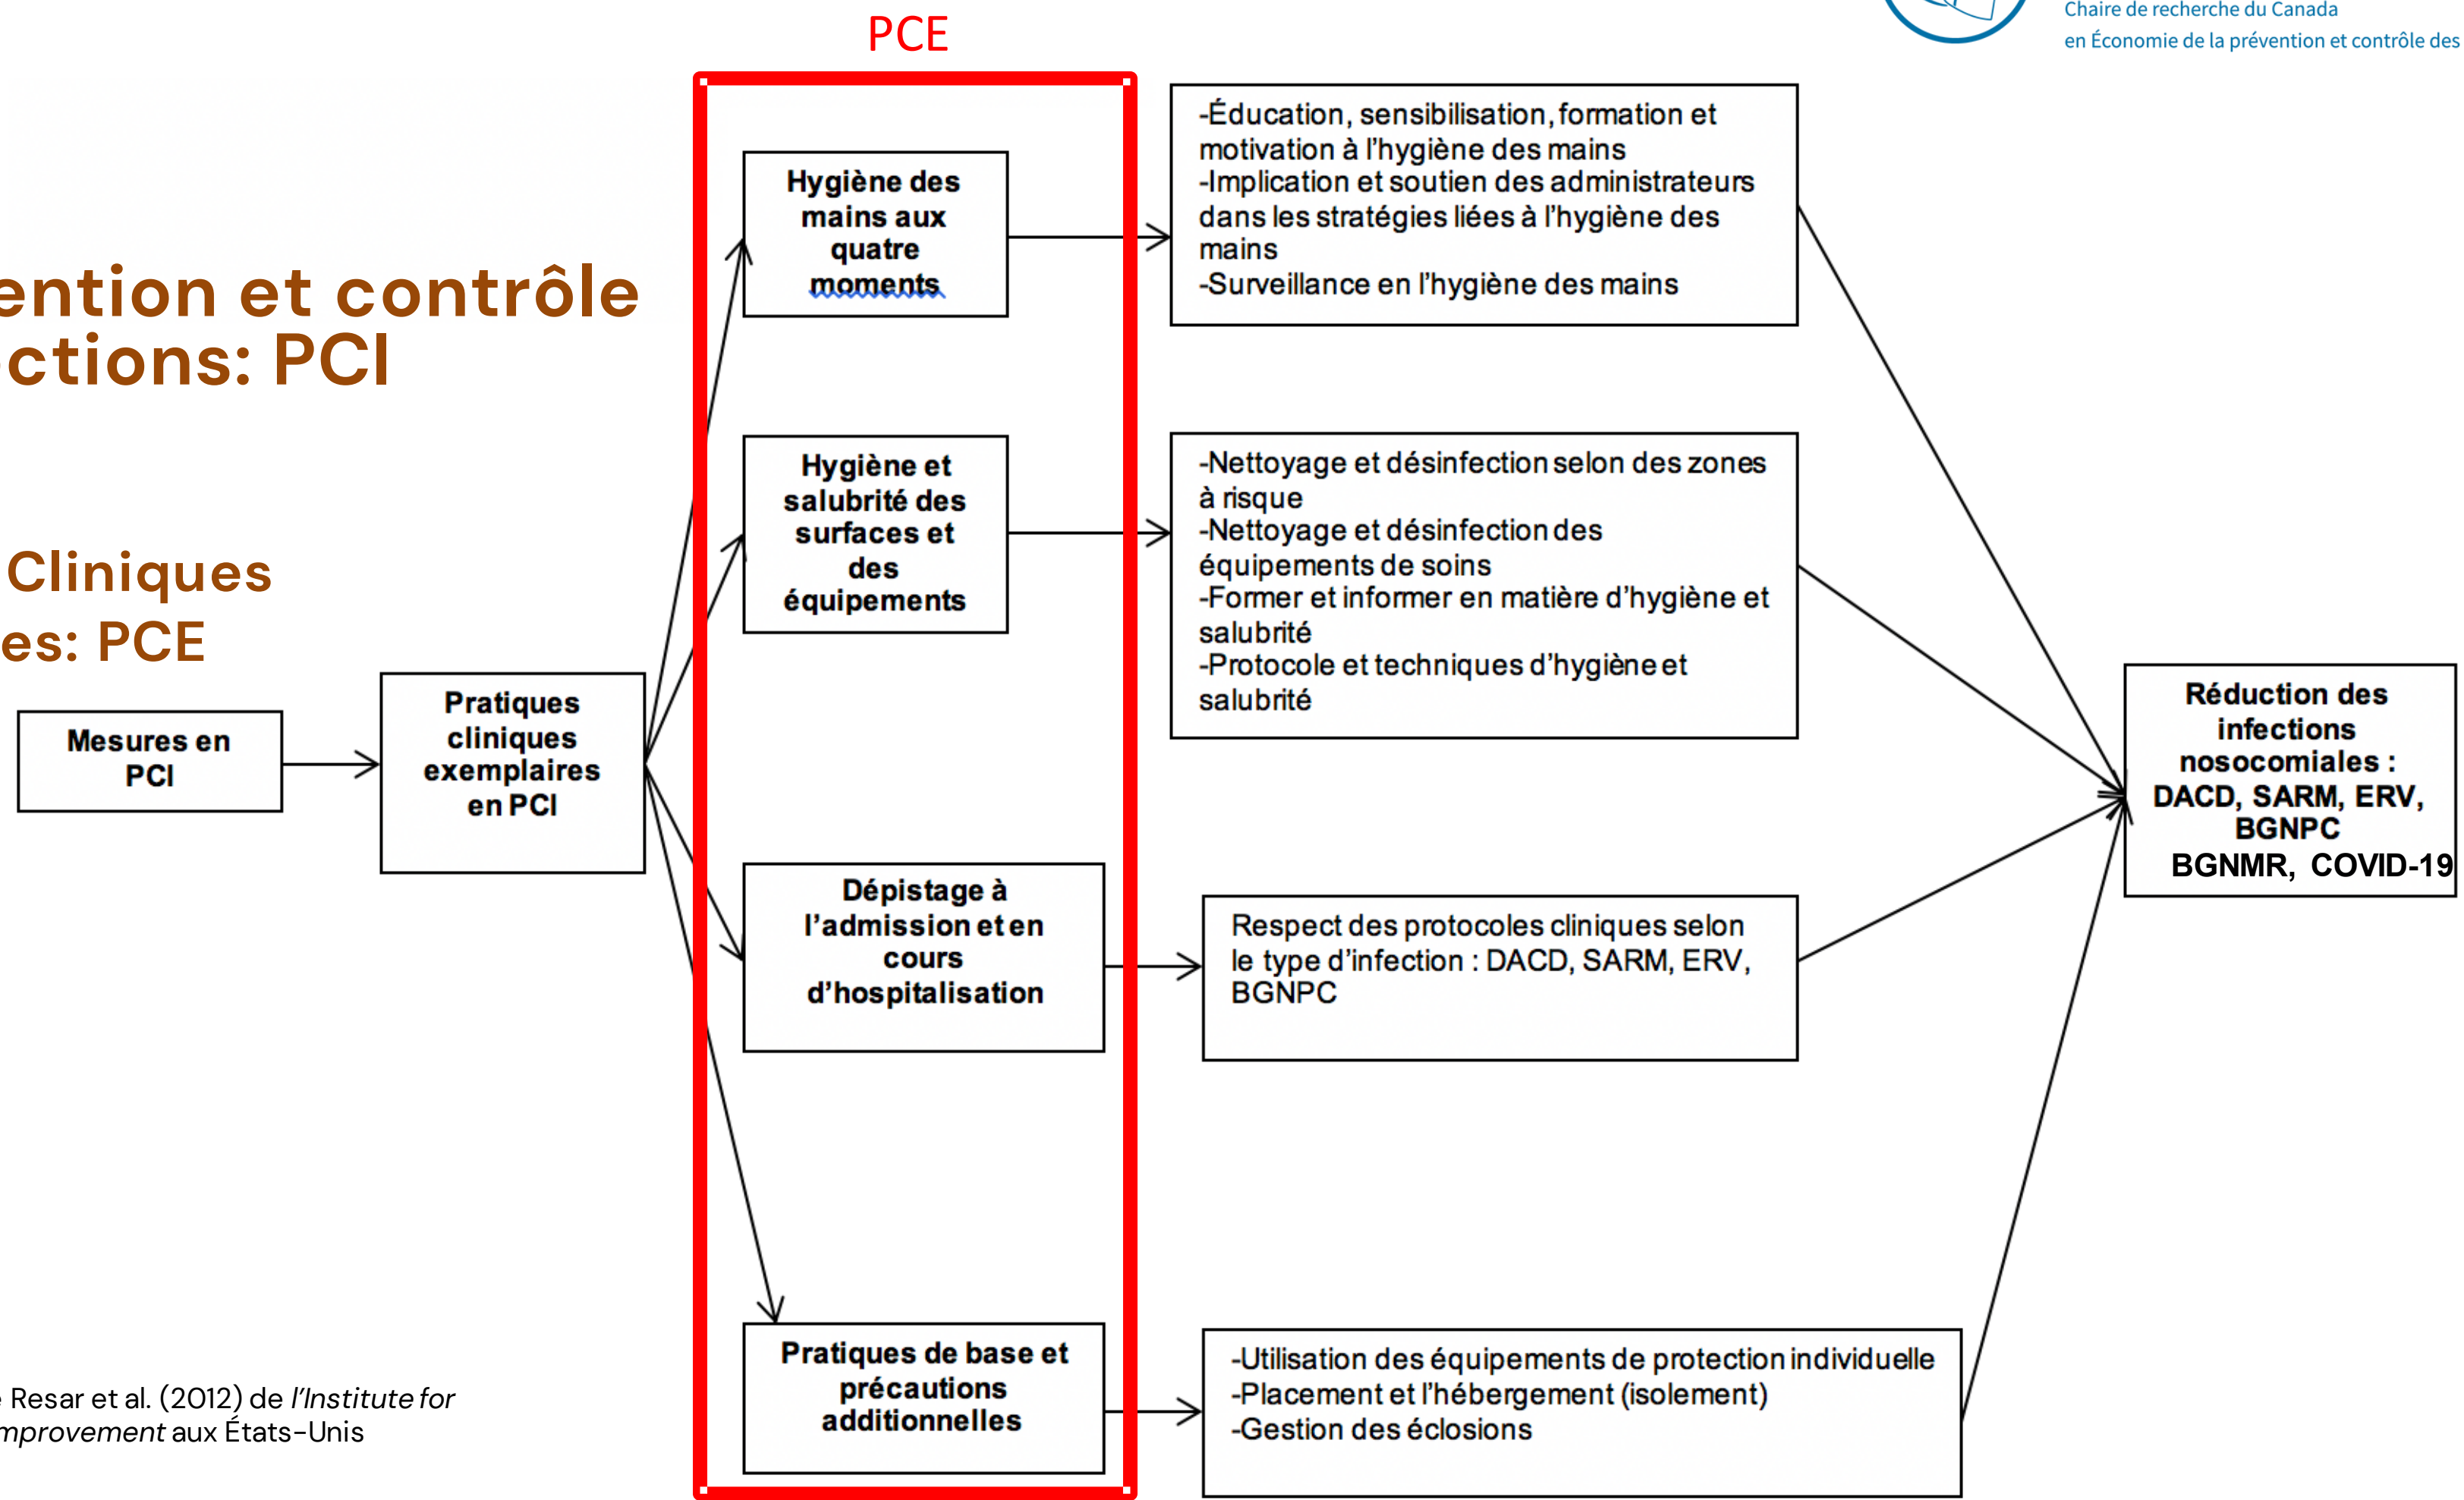 PCE
Chaire de recherche du Canada
en Économie de la prévention et contrôle des
ention et contrôle
ctions: PCI
Cliniques
es: PCE
Mesures en
PCI
Pratiques
cliniques
exemplaires
en PCI
Hygiène des
mains aux
quatre
moments
-Éducation, sensibilisation, formation et
motivation à l'hygiène des mains
-Implication et soutien des administrateurs
dans les stratégies liées à l'hygiène des
mains
-Surveillance en l'hygiène des mains
Hygiène et
salubrité des
surfaces et
des
équipements
-Nettoyage et désinfection selon des zones
à risque
-Nettoyage et désinfection des
équipements de soins
-Former et informer en matière d'hygiène et
salubrité
-Protocole et techniques d'hygiène et
salubrité
Dépistage à
l'admission et en
cours
d'hospitalisation
Respect des protocoles cliniques selon
le type d'infection : DACD, SARM, ERV,
BGNPC
Pratiques de base et
précautions
additionnelles
-Utilisation des équipements de protection individuelle
-Placement et l'hébergement (isolement)
-Gestion des éclosions
Réduction des
infections
nosocomiales :
DACD, SARM, ERV,
BGNPC
BGNMR, COVID-19
Resar et al. (2012) de l'Institute for
mprovement aux États-Unis